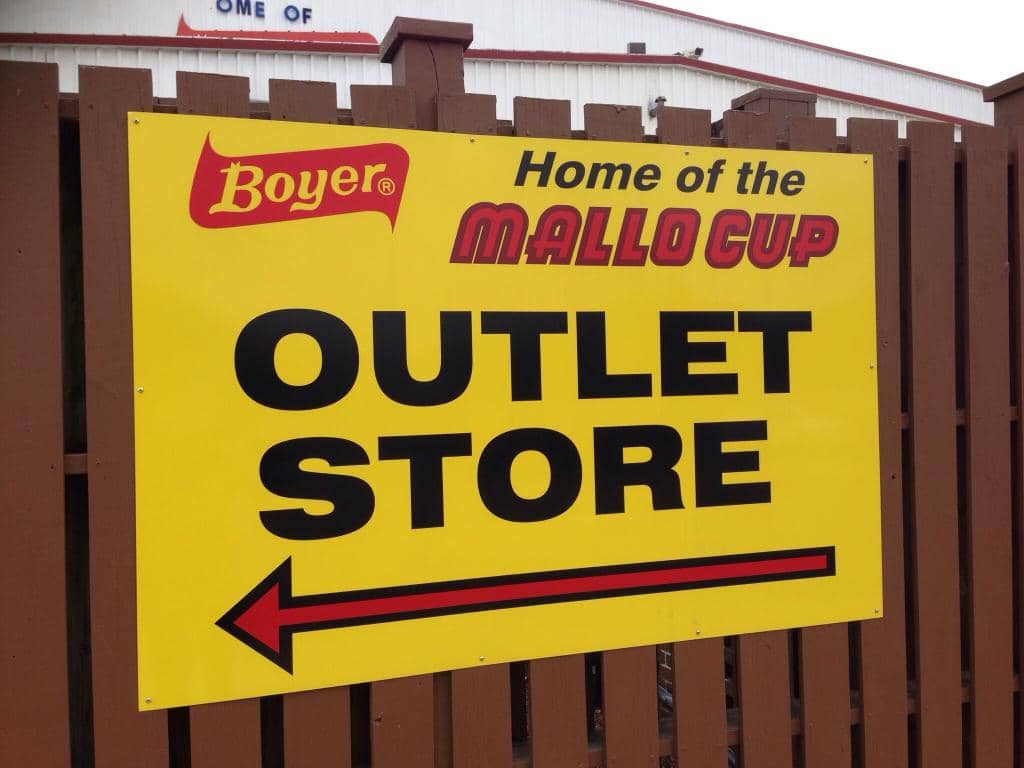 OME OF
Boyer®
Home of the
MALLO CUP
OUTLET
STORE